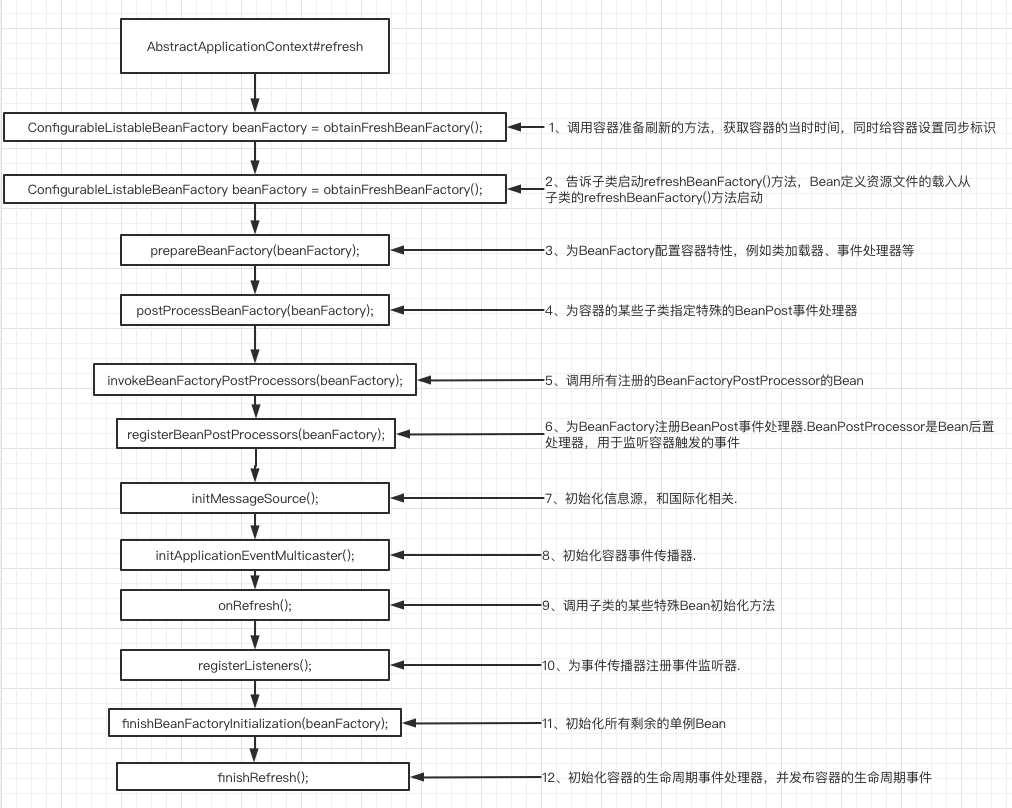 AbstractApplicationContext#refresh
ConfigurableListableBeanFactory beanFactory = obtainFreshBeanFactory();
1、调用容器准备刷新的方法，获取容器的当时时间，同时给容器设置同步标识
ConfigurableListableBeanFactory beanFactory = obtainFreshBeanFactory();
2、告诉子类启动refreshBeanFactory()方法，Bean定义资源文件的载入从
子类的refreshBeanFactory()方法启动
prepareBeanFactory(beanFactory);
3、为BeanFactory配置容器特性，例如类加载器、事件处理器等
postProcessBeanFactory(beanFactory);
4、为容器的某些子类指定特殊的BeanPost事件处理器
invokeBeanFactoryPostProcessors(beanFactory);
5、调用所有注册的BeanFactoryPostProcessor的Bean
registerBeanPostProcessors(beanFactory);
6、为BeanFactory注册BeanPost事件处理器.BeanPostProcessor是Bean后置
处理器，用于监听容器触发的事件
initMessageSource();
7、初始化信息源，和国际化相关.
initApplicationEventMulticaster();
8、初始化容器事件传播器.
onRefresh();
9、调用子类的某些特殊Bean初始化方法
registerListeners();
10、为事件传播器注册事件监听器.
finishBeanFactoryInitialization(beanFactory);
11、初始化所有剩余的单例Bean
finishRefresh();
12、初始化容器的生命周期事件处理器，并发布容器的生命周期事件